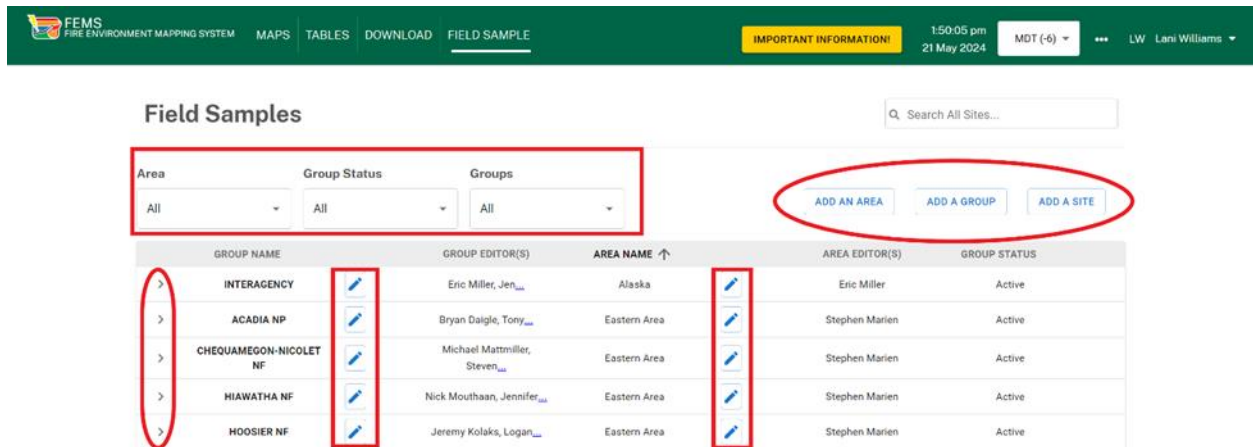 FEMS
FIRE ENVIRONMENT MAPPING SYSTEM MAPS TABLES DOWNLOAD FIELD SAMPLE IMPORTANT INFORMATION! 1:50:05 pm
21 May 2024 MDT (-6) ••• LW Lani Williams
Field Samples Search All Sites...
Area Group Status Groups
All All All ADD AN AREA ADD A GROUP ADD A SITE
GROUP NAME GROUP EDITOR(S) AREA NAME ↑ AREA EDITOR(S) GROUP STATUS
INTERAGENCY Eric Miller, Jen... Alaska Eric Miller Active
ACADIA NP Bryan Daigle, Tony... Eastern Area Stephen Marien Active
CHEQUAMEGON-NICOLET
NF Michael Mattmiller,
Steven... Eastern Area Stephen Marien Active
HIAWATHA NF Nick Mouthaan, Jennifer... Eastern Area Stephen Marien Active
HOOSIER NF Jeremy Kolaks, Logan... Eastern Area Stephen Marien Active